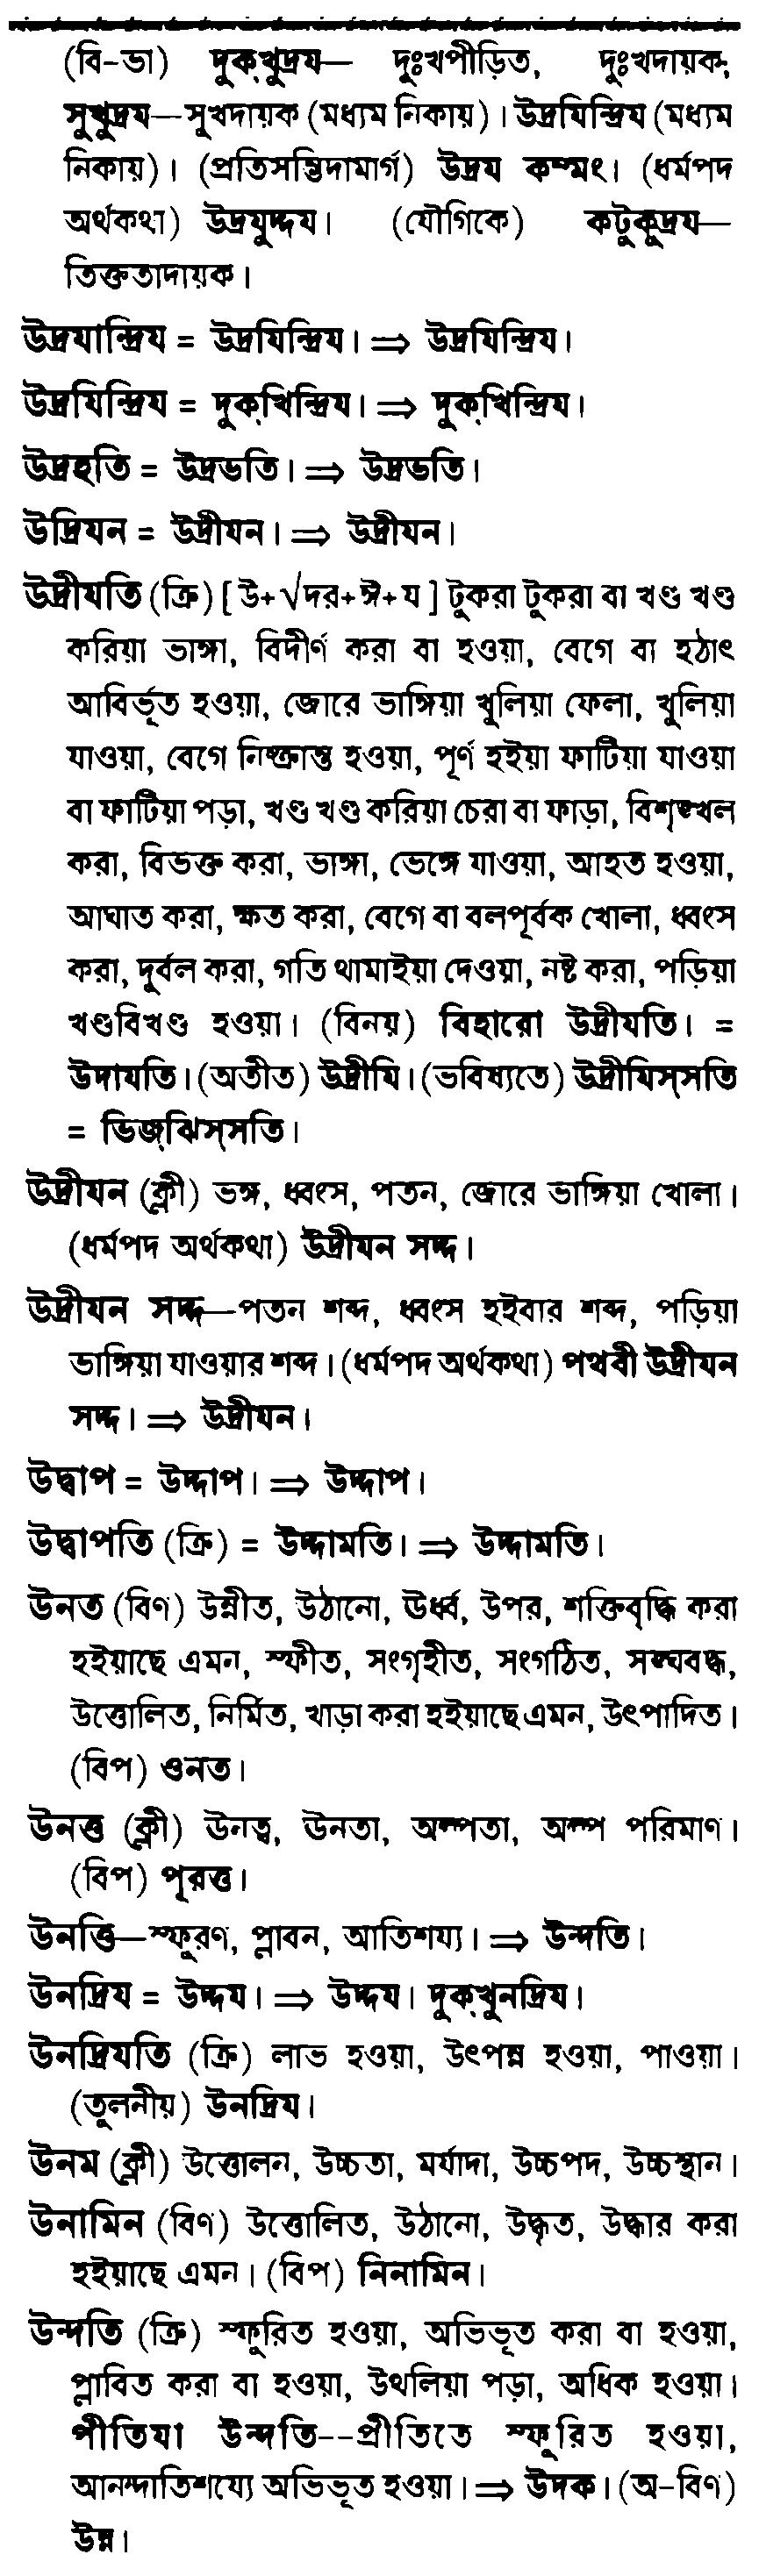 (বি-ভা) দুক্খুদ্রয— দুঃখপীড়িত, দুঃখদায়ক,
সুখুদ্রয—সুখদায়ক (মধ্যম নিকায়)। উদ্রযিন্দ্রিয (মধ্যম
নিকায়)। (প্রতিসম্ভিদামার্গ) উদ্রয কম্মং। (ধর্মপদ
অর্থকথা) উদ্রযুদ্দয। (যৌগিকে) কটুকুদ্রয—
তিক্ততাদায়ক।
উদ্রযান্দ্রিয = উদ্রযিন্দ্রিয। ⇒ উদ্রযিন্দ্রিয।
উদ্রযিন্দ্রিয = দুক্খিন্দ্রিয। ⇒ দুক্খিন্দ্রিয।
উদ্রহতি = উদ্রভতি। ⇒ উদ্রভতি।
উদ্রিযন = উদ্রীযন। ⇒ উদ্রীযন।
উদ্রীযতি (ক্রি) [ উ+√দর+ঈ+য ] টুকরা টুকরা বা খণ্ড খণ্ড
করিয়া ভাঙ্গা, বিদীর্ণ করা বা হওয়া, বেগে বা হঠাৎ
আবির্ভূত হওয়া, জোরে ভাঙ্গিয়া খুলিয়া ফেলা, খুলিয়া
যাওয়া, বেগে নিষ্ক্রান্ত হওয়া, পূর্ণ হইয়া ফাটিয়া যাওয়া
বা ফাটিয়া পড়া, খণ্ড খণ্ড করিয়া চেরা বা ফাড়া, বিশৃঙ্খল
করা, বিভক্ত করা, ভাঙ্গা, ভেঙ্গে যাওয়া, আহত হওয়া,
আঘাত করা, ক্ষত করা, বেগে বা বলপূর্বক খোলা, ধ্বংস
করা, দুর্বল করা, গতি থামাইয়া দেওয়া, নষ্ট করা, পড়িয়া
খণ্ডবিখণ্ড হওয়া। (বিনয়) বিহারো উদ্রীযতি। =
উদাযতি। (অতীত) উদ্রীমি। (ভবিষ্যতে) উদ্রীমিস্সতি
= ভিজ্ঝিস্সতি।
উদ্রীযন (ক্লী) ভঙ্গ, ধ্বংস, পতন, জোরে ভাঙ্গিয়া খোলা।
(ধর্মপদ অর্থকথা) উদ্রীযন সদ্দ।
উদ্রীযন সদ্দ—পতন শব্দ, ধ্বংস হইবার শব্দ, পড়িয়া
ভাঙ্গিয়া যাওয়ার শব্দ। (ধর্মপদ অর্থকথা) পথবী উদ্রীযন
সদ্দ। ⇒ উদ্রীযন।
উদ্বাপ = উদ্দাপ। ⇒ উদ্দাপ।
উদ্বাপতি (ক্রি) = উদ্দামতি। ⇒ উদ্দামতি।
উনত (বিণ) উন্নীত, উঠানো, ঊর্ধ্ব, উপর, শক্তিবৃদ্ধি করা
হইয়াছে এমন, স্ফীত, সংগৃহীত, সংগঠিত, সঙ্ঘবদ্ধ,
উত্তোলিত, নির্মিত, খাড়া করা হইয়াছে এমন, উৎপাদিত।
(বিপ) ওনত।
উনত্ত (ক্লী) ঊনত্ব, ঊনতা, অল্পতা, অল্প পরিমাণ।
(বিপ) পূরত্ত।
উনত্তি—স্ফুরণ, প্লাবন, আতিশয্য। ⇒ উন্দতি।
উনদ্রিয = উদ্দয। ⇒ উদ্দয। দুক্খুনদ্রিয।
উনদ্রিযতি (ক্রি) লাভ হওয়া, উৎপন্ন হওয়া, পাওয়া।
(তুলনীয়) উনদ্রিয।
উনম (ক্লী) উত্তোলন, উচ্চতা, মর্যাদা, উচ্চপদ, উচ্চস্থান।
উনামিন (বিণ) উত্তোলিত, উঠানো, উদ্ধৃত, উদ্ধার করা
হইয়াছে এমন। (বিপ) নিনামিন।
উন্দতি (ক্রি) স্ফুরিত হওয়া, অভিভূত করা বা হওয়া,
প্লাবিত করা বা হওয়া, উথলিয়া পড়া, অধিক হওয়া।
পীতিযা উন্দতি--প্রীতিতে স্ফূরিত হওয়া,
আনন্দাতিশয্যে অভিভূত হওয়া। ⇒ উদক। (অ-বিণ)
উন্ন।